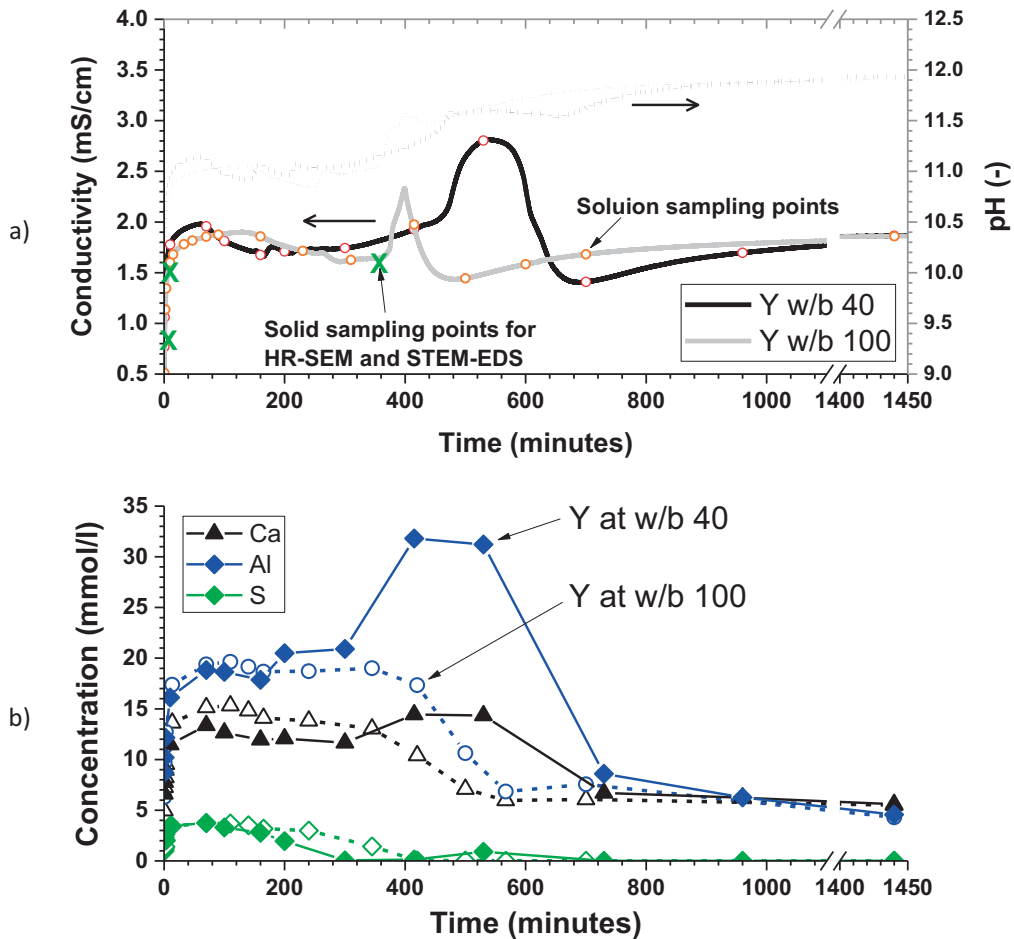 a)
Conductivity (mS/cm)
4.0
3.5
3.0
2.5
2.0
1.5
1.0
0.5
12.5
12.0
11.5
11.0
10.5
10.0
9.5
9.0
pH (-)
Soluion sampling points
X
X
X
Solid sampling points for
HR-SEM and STEM-EDS
Y w/b 40
Y w/b 100
0 200 400 600 800 1000 1400 1450
Time (minutes)
b)
Concentration (mmol/l)
35
30
25
20
15
10
5
0
Ca
Al
S
Y at w/b 40
Y at w/b 100
0 200 400 600 800 1000 1400 1450
Time (minutes)